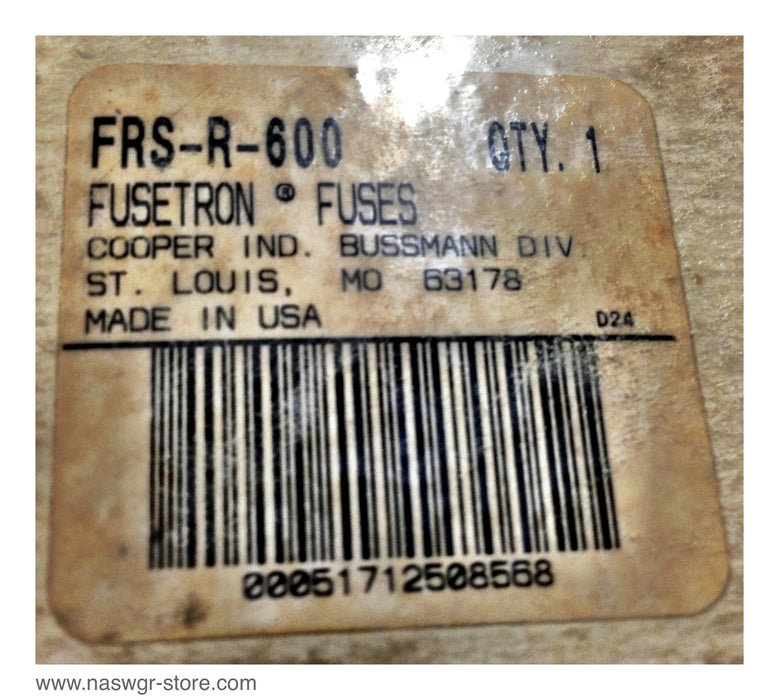 FRS-R-600 QTY. 1
FUSETRON ® FUSES
COOPER IND. BUSSMANN DIV.
ST. LOUIS, MO 63178
MADE IN USA D24
00051712508568
www.naswgr-store.com